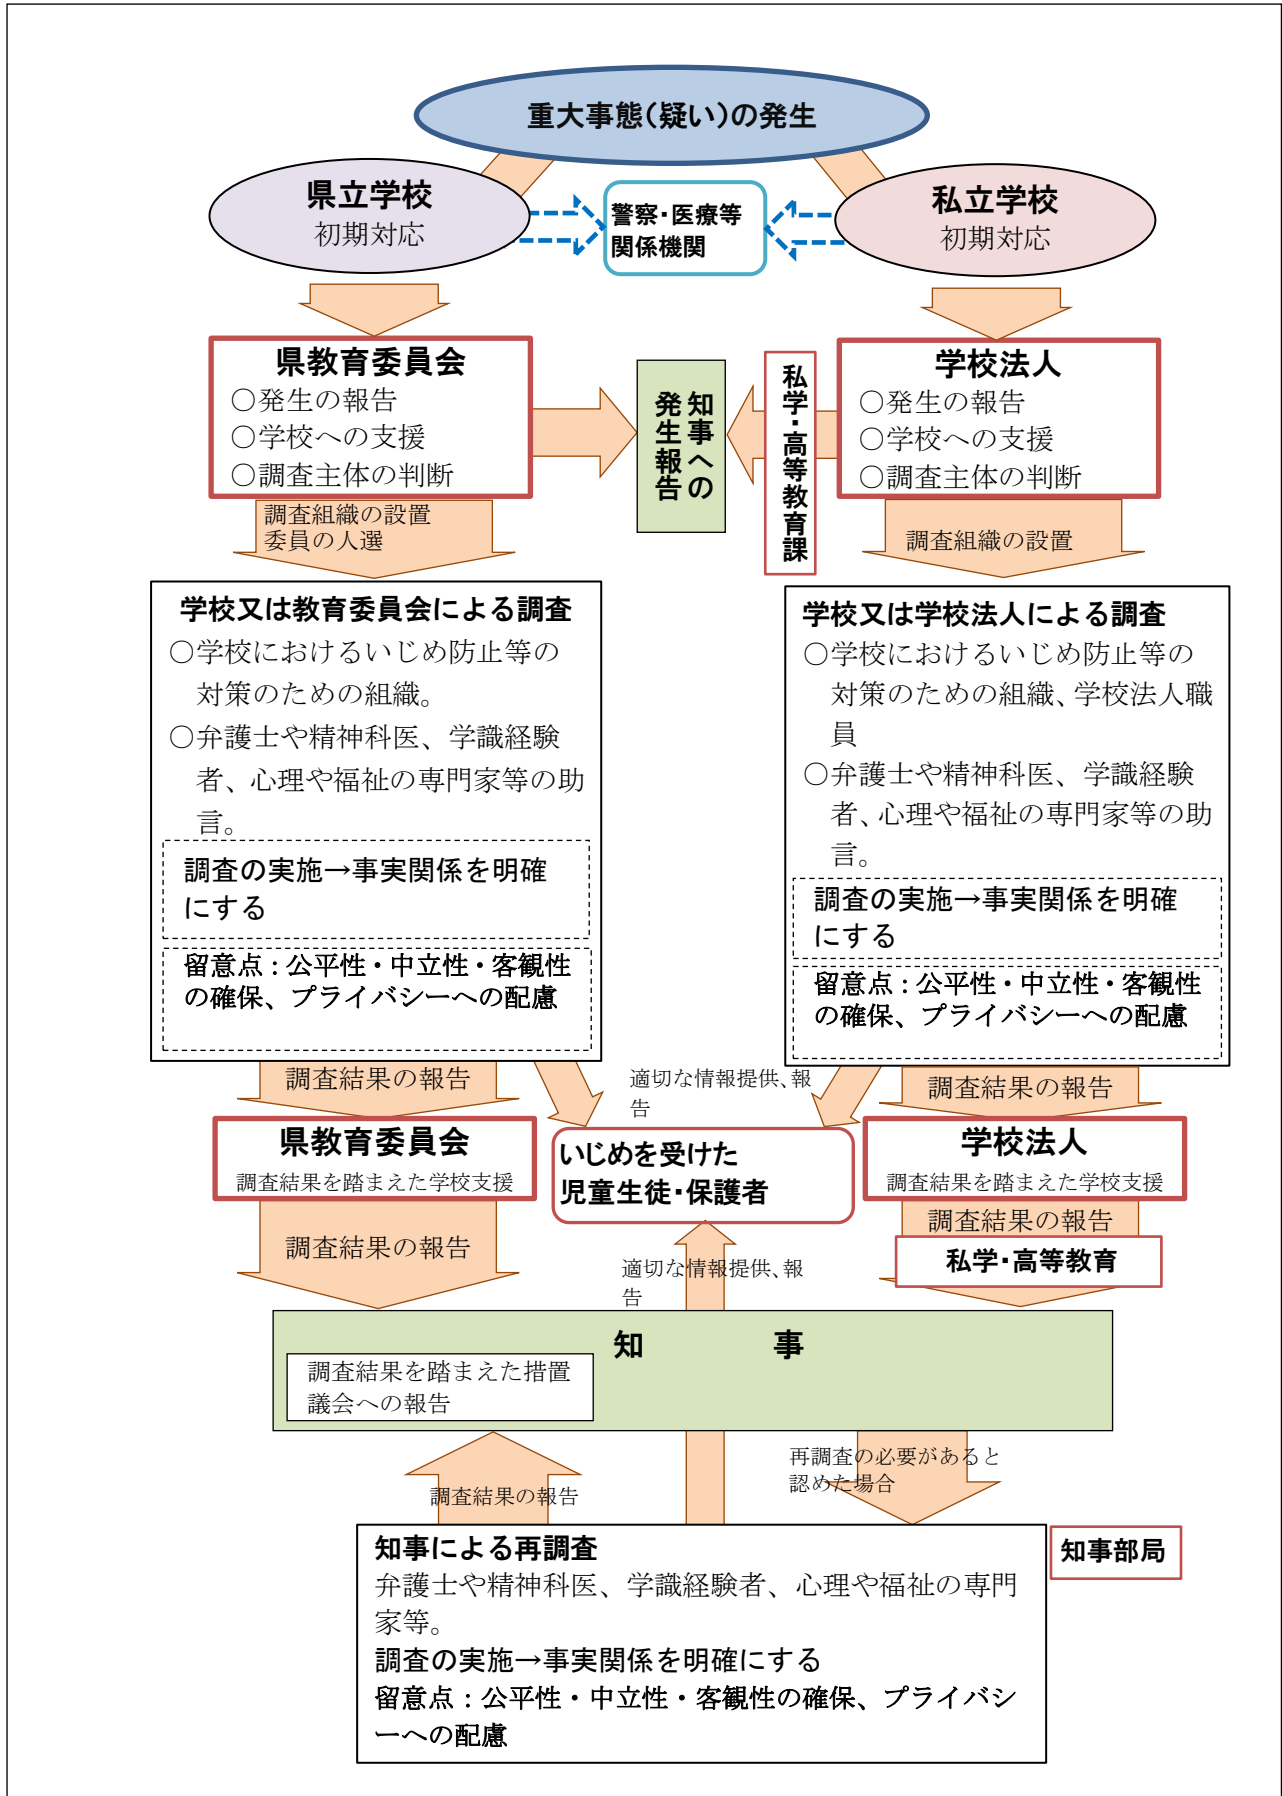 重大事態(疑い)の発生
県立学校
初期対応
警察・医療等
関係機関
私立学校
初期対応
県教育委員会
○発生の報告
○学校への支援
○調査主体の判断
知事への
発生報告
私学・高等教育課
学校法人
○発生の報告
○学校への支援
○調査主体の判断
調査組織の設置
委員の人選
調査組織の設置
学校又は教育委員会による調査
○学校におけるいじめ防止等の
対策のための組織。
○弁護士や精神科医、学識経験
者、心理や福祉の専門家等の助
言。
調査の実施→事実関係を明確
にする
留意点:公平性・中立性・客観性
の確保、プライバシーへの配慮
学校又は学校法人による調査
○学校におけるいじめ防止等の
対策のための組織、学校法人職
員
○弁護士や精神科医、学識経験
者、心理や福祉の専門家等の助
言。
調査の実施→事実関係を明確
にする
留意点:公平性・中立性・客観性
の確保、プライバシーへの配慮
調査結果の報告
適切な情報提供、報
告
調査結果の報告
県教育委員会
調査結果を踏まえた学校支援
いじめを受けた
児童生徒・保護者
学校法人
調査結果を踏まえた学校支援
調査結果の報告
適切な情報提供、報
告
調査結果の報告
私学・高等教育
知　事
調査結果を踏まえた措置
議会への報告
調査結果の報告
再調査の必要があると
認めた場合
知事による再調査
弁護士や精神科医、学識経験者、心理や福祉の専門
家等。
調査の実施→事実関係を明確にする
留意点:公平性・中立性・客観性の確保、プライバシ
ーへの配慮
知事部局